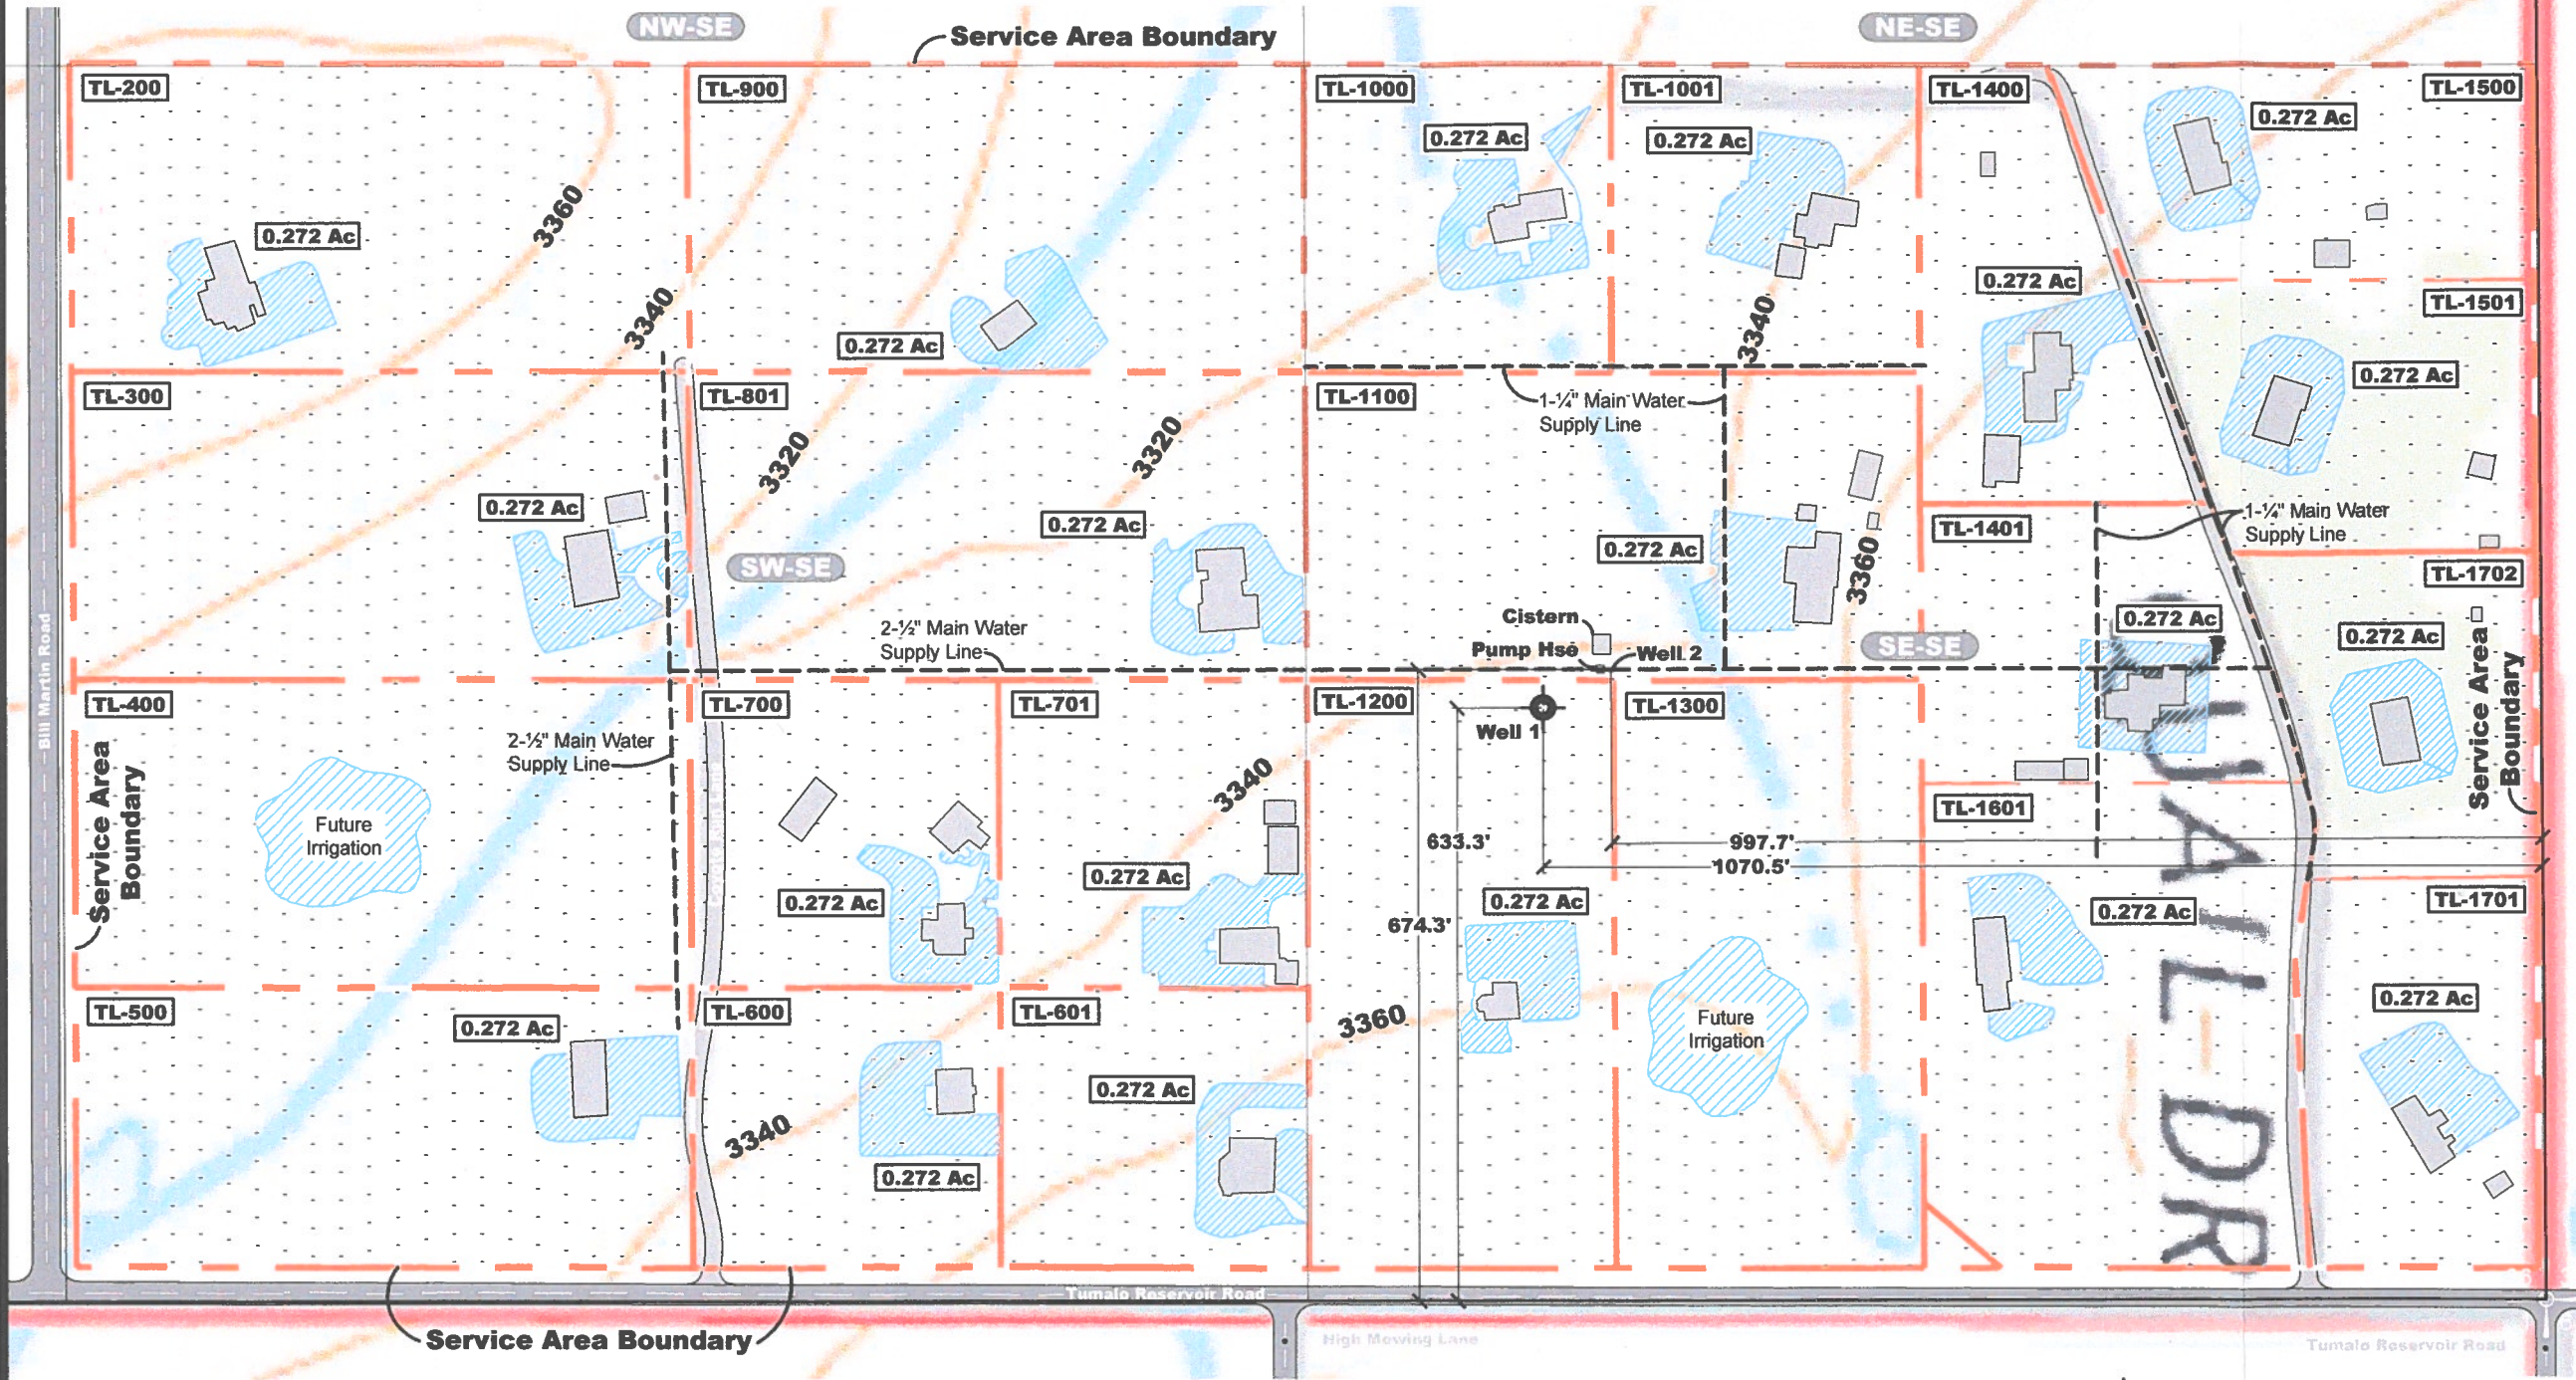 NW-SE
NE-SE
Service Area Boundary
TL-200
TL-900
TL-1000
TL-1001
TL-1400
TL-1500
0.272 Ac
0.272 Ac
0.272 Ac
0.272 Ac
3360
3340
0.272 Ac
0.272 Ac
3340
TL-1501
TL-300
TL-801
TL-1100
1-¼" Main Water
Supply Line
0.272 Ac
3320
3320
0.272 Ac
0.272 Ac
0.272 Ac
3360
TL-1401
1-¼" Main Water
Supply Line
SW-SE
TL-1702
Bill Martin Road
2-½" Main Water
Supply Line
Cistern
Pump Hse
Well 2
SE-SE
0.272 Ac
0.272 Ac
Service Area
Boundary
TL-400
TL-700
TL-701
TL-1200
Well 1
TL-1300
2-½" Main Water
Supply Line
Service Area
Boundary
Future
Irrigation
3340
633.3'
997.7'
1070.5'
TL-1601
0.272 Ac
0.272 Ac
674.3'
0.272 Ac
0.272 Ac
TL-1701
QUAIL DR
TL-500
TL-600
TL-601
3360
0.272 Ac
0.272 Ac
Future
Irrigation
0.272 Ac
3340
0.272 Ac
Tumalo Reservoir Road
Service Area Boundary
High Mowing Lane
Tumalo Reservoir Road